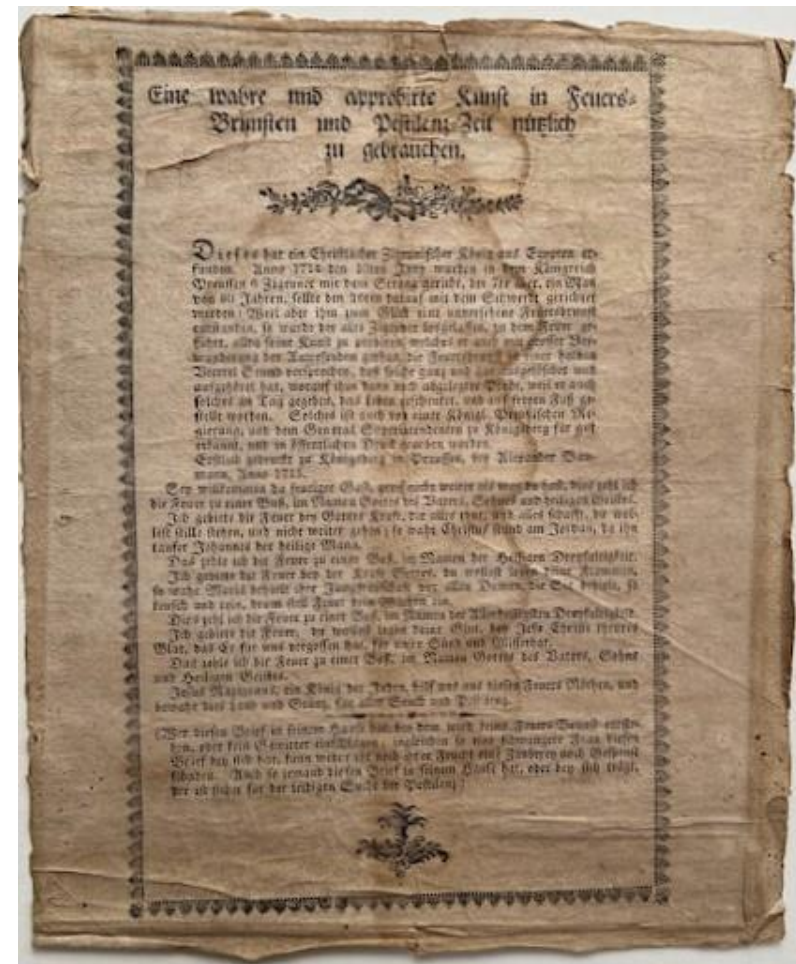 Eine wahre und approbirte Kunst in Feuers-
Brunsten und Pestilenz-Zeit nützlich
zu gebrauchen.
Dieses hat ein Christlicher Zigeunischer König aus Egypten er-
funden. Anno 1714 den 10ten Juny wurden in dem Königreich
Preussen 6 Zigeuner mit dem Strang gericht, der 7te aber, ein Man
von 80 Jahren, sollte den darauf mit dem Schwerdt gerichtet
werden; Weil aber ihm zum Glück eine unversehene Feuersbrunst
entstanden, so wurde der alte Zigeuner losgelassen, zu dem Feuer ge-
führt, allda seine Kunst zu probiren, welches er auch mit grosser Ver-
wunderung der Anwesenden gethan, die Feuersbrunst in einer halben
Viertel Stund versprochen, daß solche ganz und gar ausgelöschet und
aufgehöret hat, worauf ihm dann nach abgelegter Probe, weil er auch
solches an Tag gegeben, das Leben geschenket, und auf freyen Fuß ge-
stellt worden. Solches ist auch von einer Königl. Preußischen Re-
gierung, und dem General Superintendenten zu Königsberg für gut
erkannt, und in öffentlichen Druck gegeben worden.
Erstlich gedruckt zu Königsberg in Preussen, bey Alexander Bau-
mann, Anno 1715.
Sey willkommen du feuriger Gast, greif nicht weiter als was du hast, dies zehl ich
dir Feuer zu einer Buß, im Namen Gottes des Vaters, Sohnes und heiligen Geistes.
Ich gebiete dir Feuer bey Gottes Kraft, die alles thut, und alles schafft, du wol-
lest stille stehen, und nicht weiter gehen; so wahr Christus stund am Jordan, da ihn
taufet Johannes der heilige Mann.
Das zehle ich dir Feuer zu einer Buß, im Namen der Heiligen Dreyfaltigkeit.
Ich gebiete dir Feuer bey der Kraft Gottes, du wollest legen deine Flammen,
so wahr Maria behielt ihre Jungfrauschaft vor allen Damen, die Sie behielt, so
keusch und rein, drum stell Feuer dein Wüthen ein.
Dies zehl ich dir Feuer zu einer Buß, im Namen der Allerheiligsten Dreyfaltigkeit.
Ich gebiete dir Feuer, du wollest legen deine Glut, bey Jesu Christi theures
Blut, das Er für uns vergossen hat, für unsre Sünd und Missethat.
Das zehle ich dir Feuer zu einer Buß, im Namen Gottes des Vaters, Sohns
und Heiligen Geistes.
Jesus Nazarenus, ein König der Juden, hilf uns aus diesen Feuers Nöthen, und
bewahr dies Land und Gränz, für aller Seuch und Pestilenz.
(Wer diesen Brief in seinem Hause hat, bey dem wird keine Feuers-Brunst entste-
hen, oder kein Gewitter einschlagen, ingleichen so eine schwangere Frau diesen
Brief bey sich hat, kann weder ihr noch ihrer Frucht eine Zauberey noch Gespenst
schaden. Auch so jemand diesen Brief in seinem Hause hat, oder bey sich trägt,
der ist sicher für der leidigen Sucht der Pestilenz.)